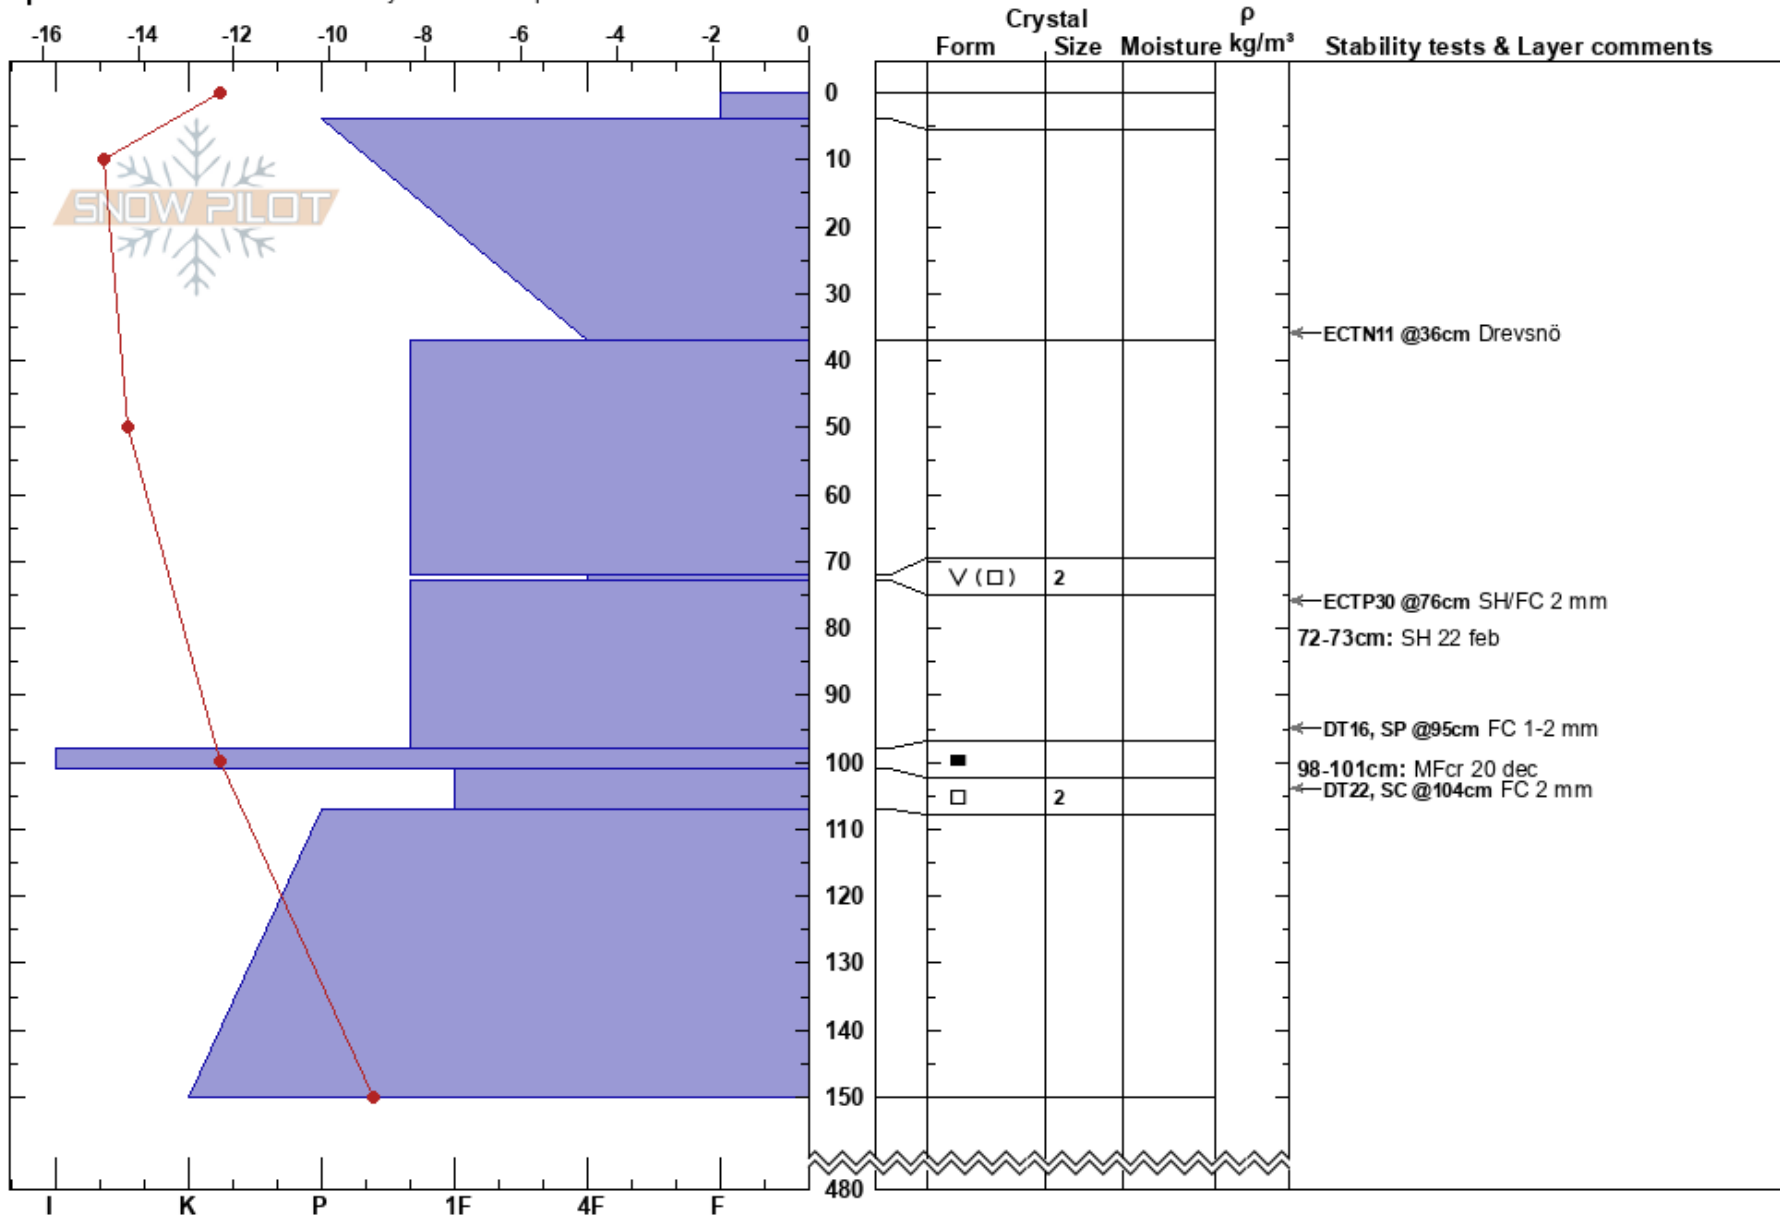 -16 -14 -12 -10 -8 -6 -4 -2 0
Crystal
Form Size Moisture ρ kg/m³ Stability tests & Layer comments
0
10
SNOW PILOT
20
30
ECTN11 @36cm Drevsnö
40
50
60
70
V (□) 2
ECTP30 @76cm SH/FC 2 mm
80
72-73cm: SH 22 feb
90
DT16, SP @95cm FC 1-2 mm
100
98-101cm: MFcr 20 dec
DT22, SC @104cm FC 2 mm
2
110
120
130
140
150
480
I K P 1F 4F F